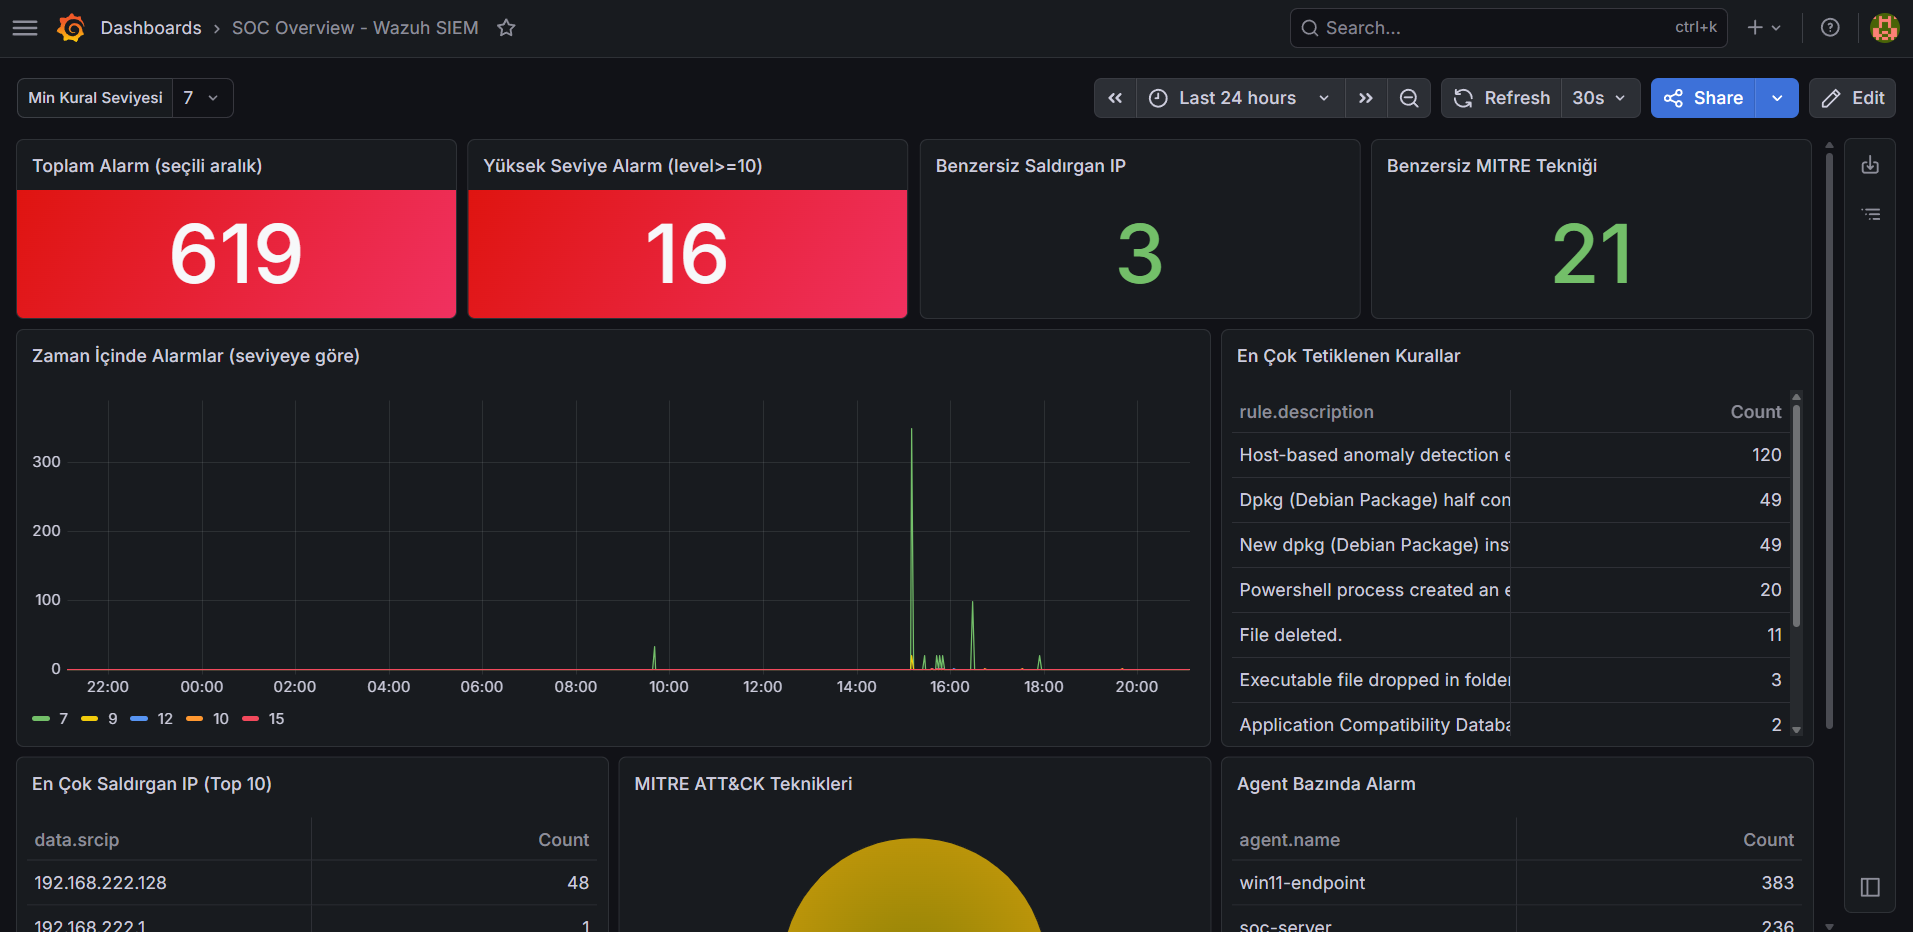 Dashboards › SOC Overview - Wazuh SIEM
Search... ctrl+k
Min Kural Seviyesi 7
Last 24 hours
Refresh 30s
Share
Edit
Toplam Alarm (seçili aralık)
619
Yüksek Seviye Alarm (level>=10)
16
Benzersiz Saldırgan IP
3
Benzersiz MITRE Tekniği
21
Zaman İçinde Alarmlar (seviyeye göre)
300
200
100
0
22:00 00:00 02:00 04:00 06:00 08:00 10:00 12:00 14:00 16:00 18:00 20:00
7 9 12 10 15
En Çok Tetiklenen Kurallar
rule.description Count
Host-based anomaly detection e 120
Dpkg (Debian Package) half con 49
New dpkg (Debian Package) ins 49
Powershell process created an e 20
File deleted. 11
Executable file dropped in folder 3
Application Compatibility Databa 2
En Çok Saldırgan IP (Top 10)
data.srcip Count
192.168.222.128 48
192.168.222.1 1
MITRE ATT&CK Teknikleri
Agent Bazında Alarm
agent.name Count
win11-endpoint 383
soc-server 236